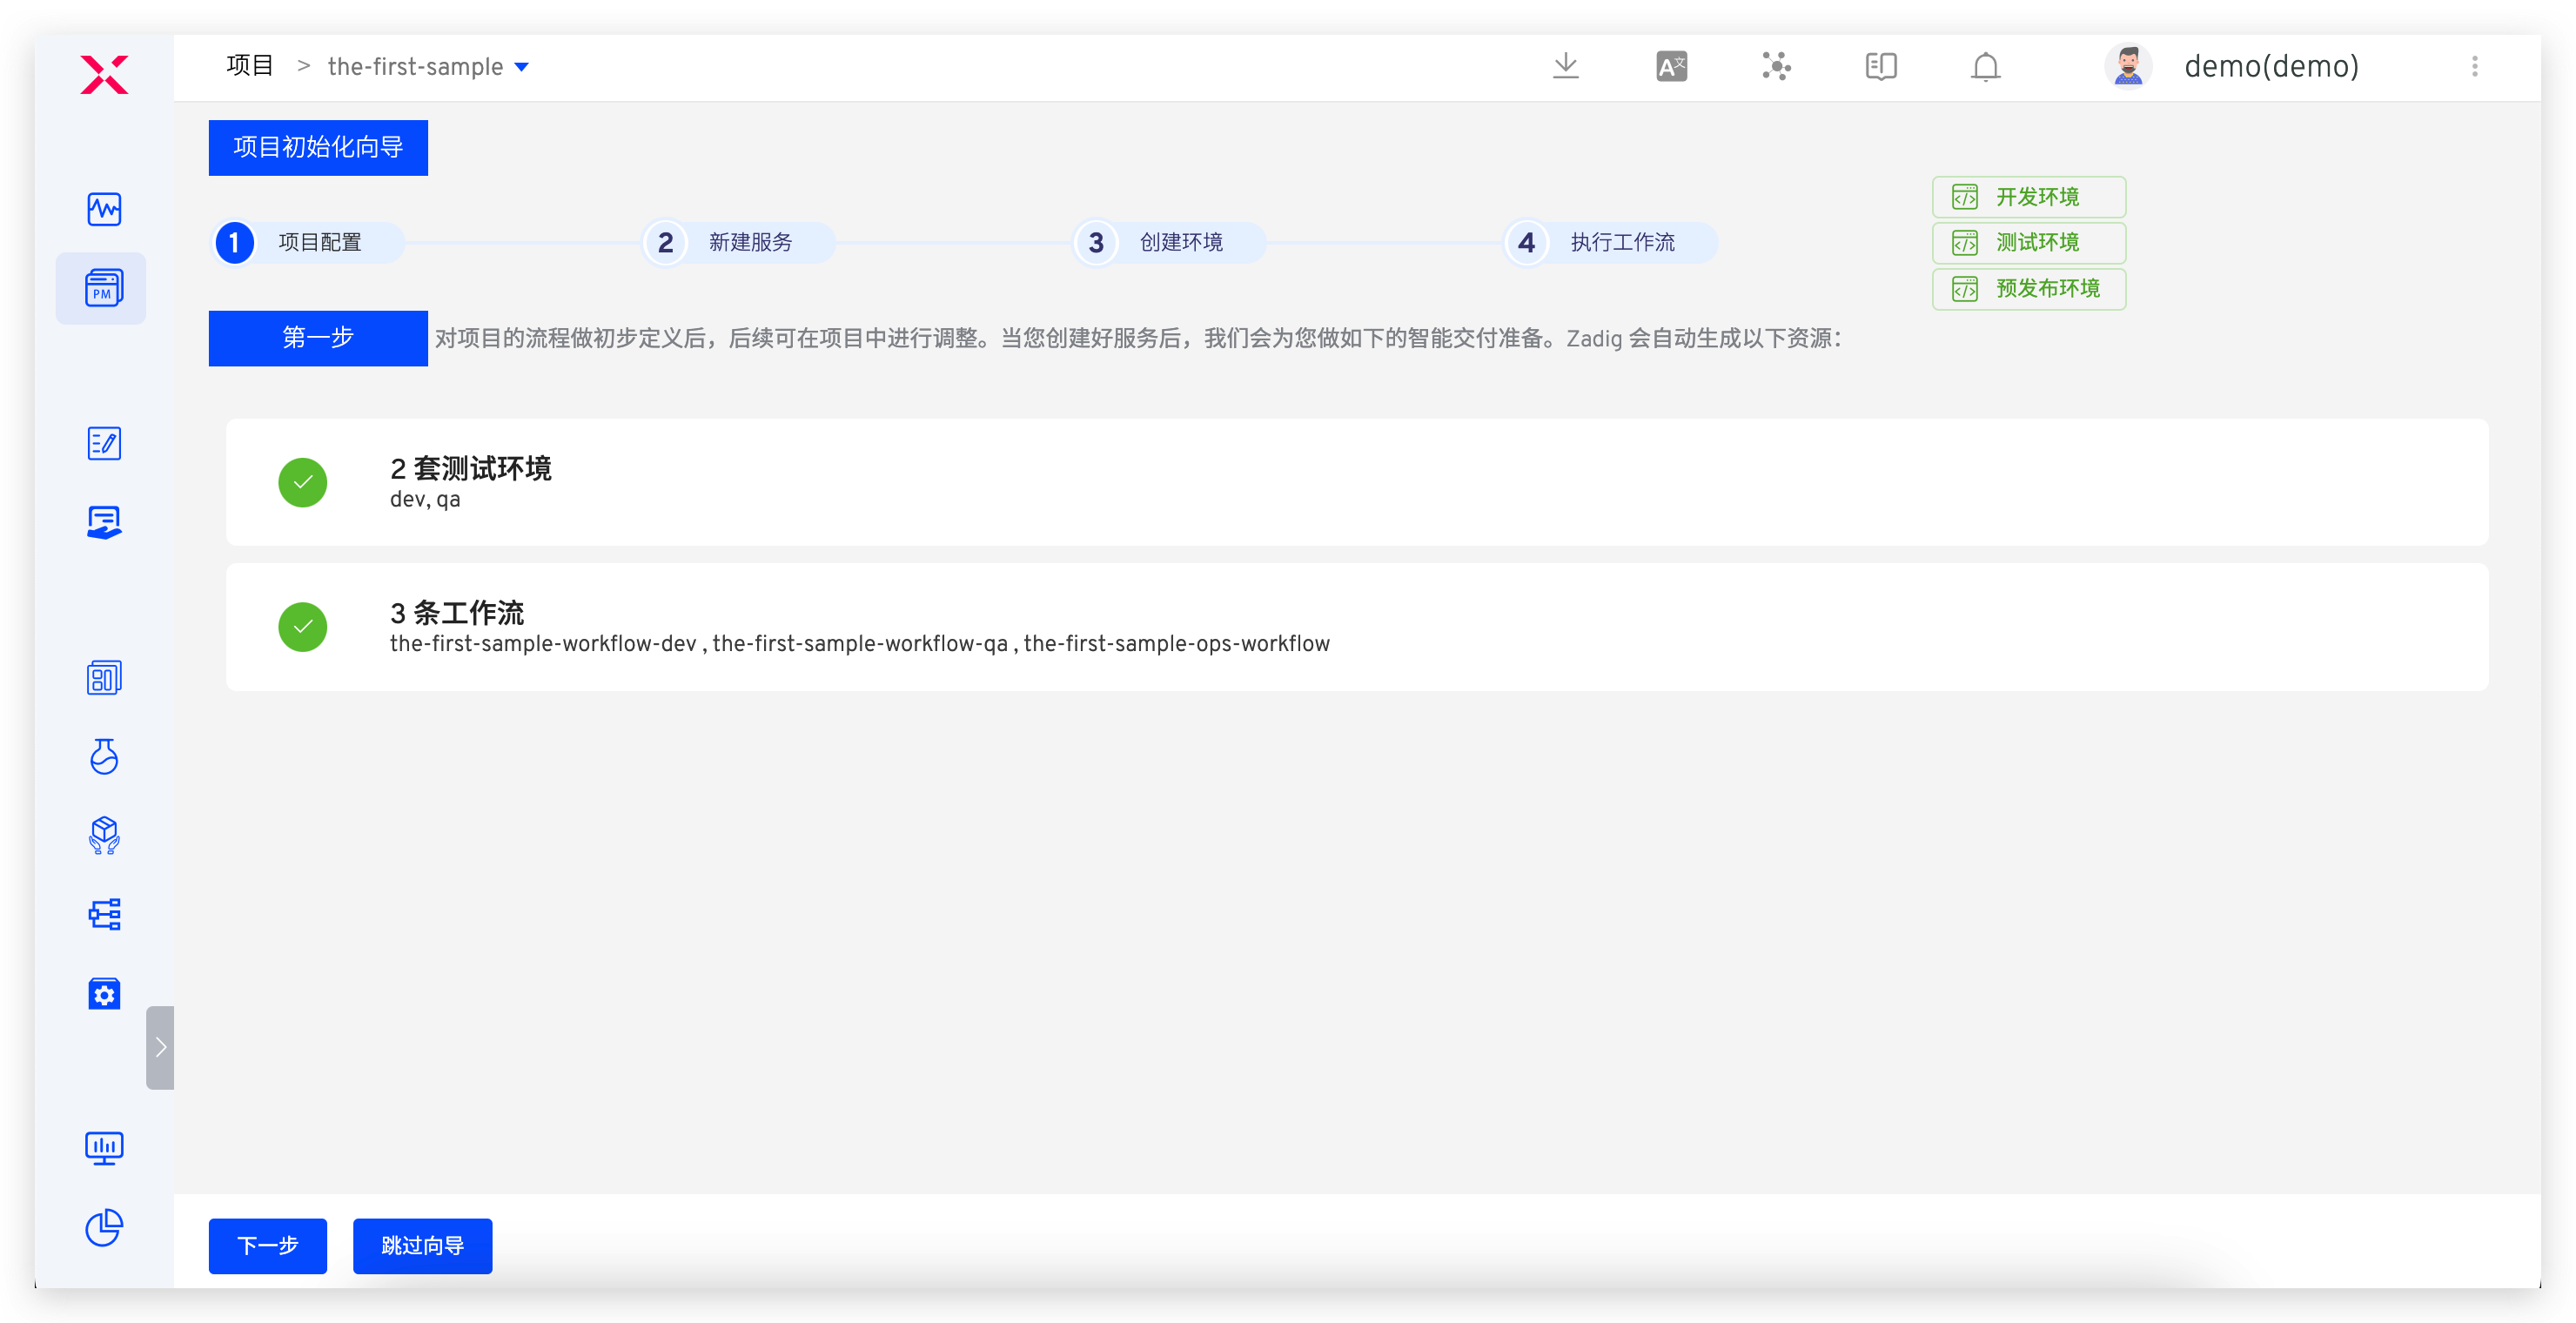 项目 > the-first-sample
A文
demo(demo)
项目初始化向导
1 项目配置
2 新建服务
3 创建环境
4 执行工作流
开发环境
测试环境
预发布环境
第一步 对项目的流程做初步定义后，后续可在项目中进行调整。当您创建好服务后，我们会为您做如下的智能交付准备。Zadig 会自动生成以下资源：
PM
2 套测试环境
dev, qa
3 条工作流
the-first-sample-workflow-dev , the-first-sample-workflow-qa , the-first-sample-ops-workflow
下一步
跳过向导